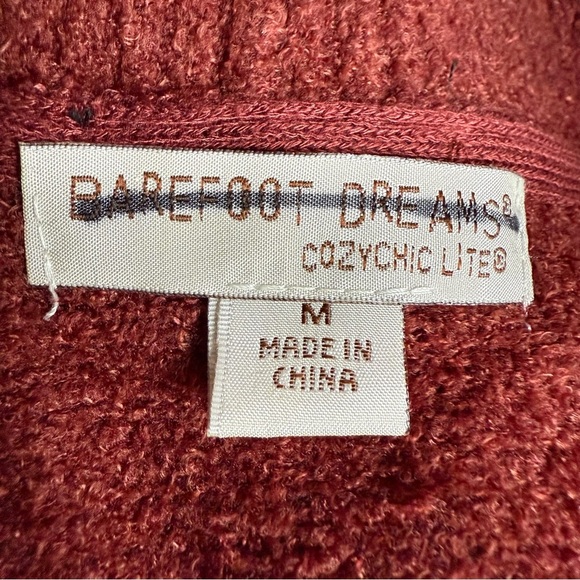 BAREFOOT DREAMS®
COZYCHIC LITE®
M
MADE IN
CHINA